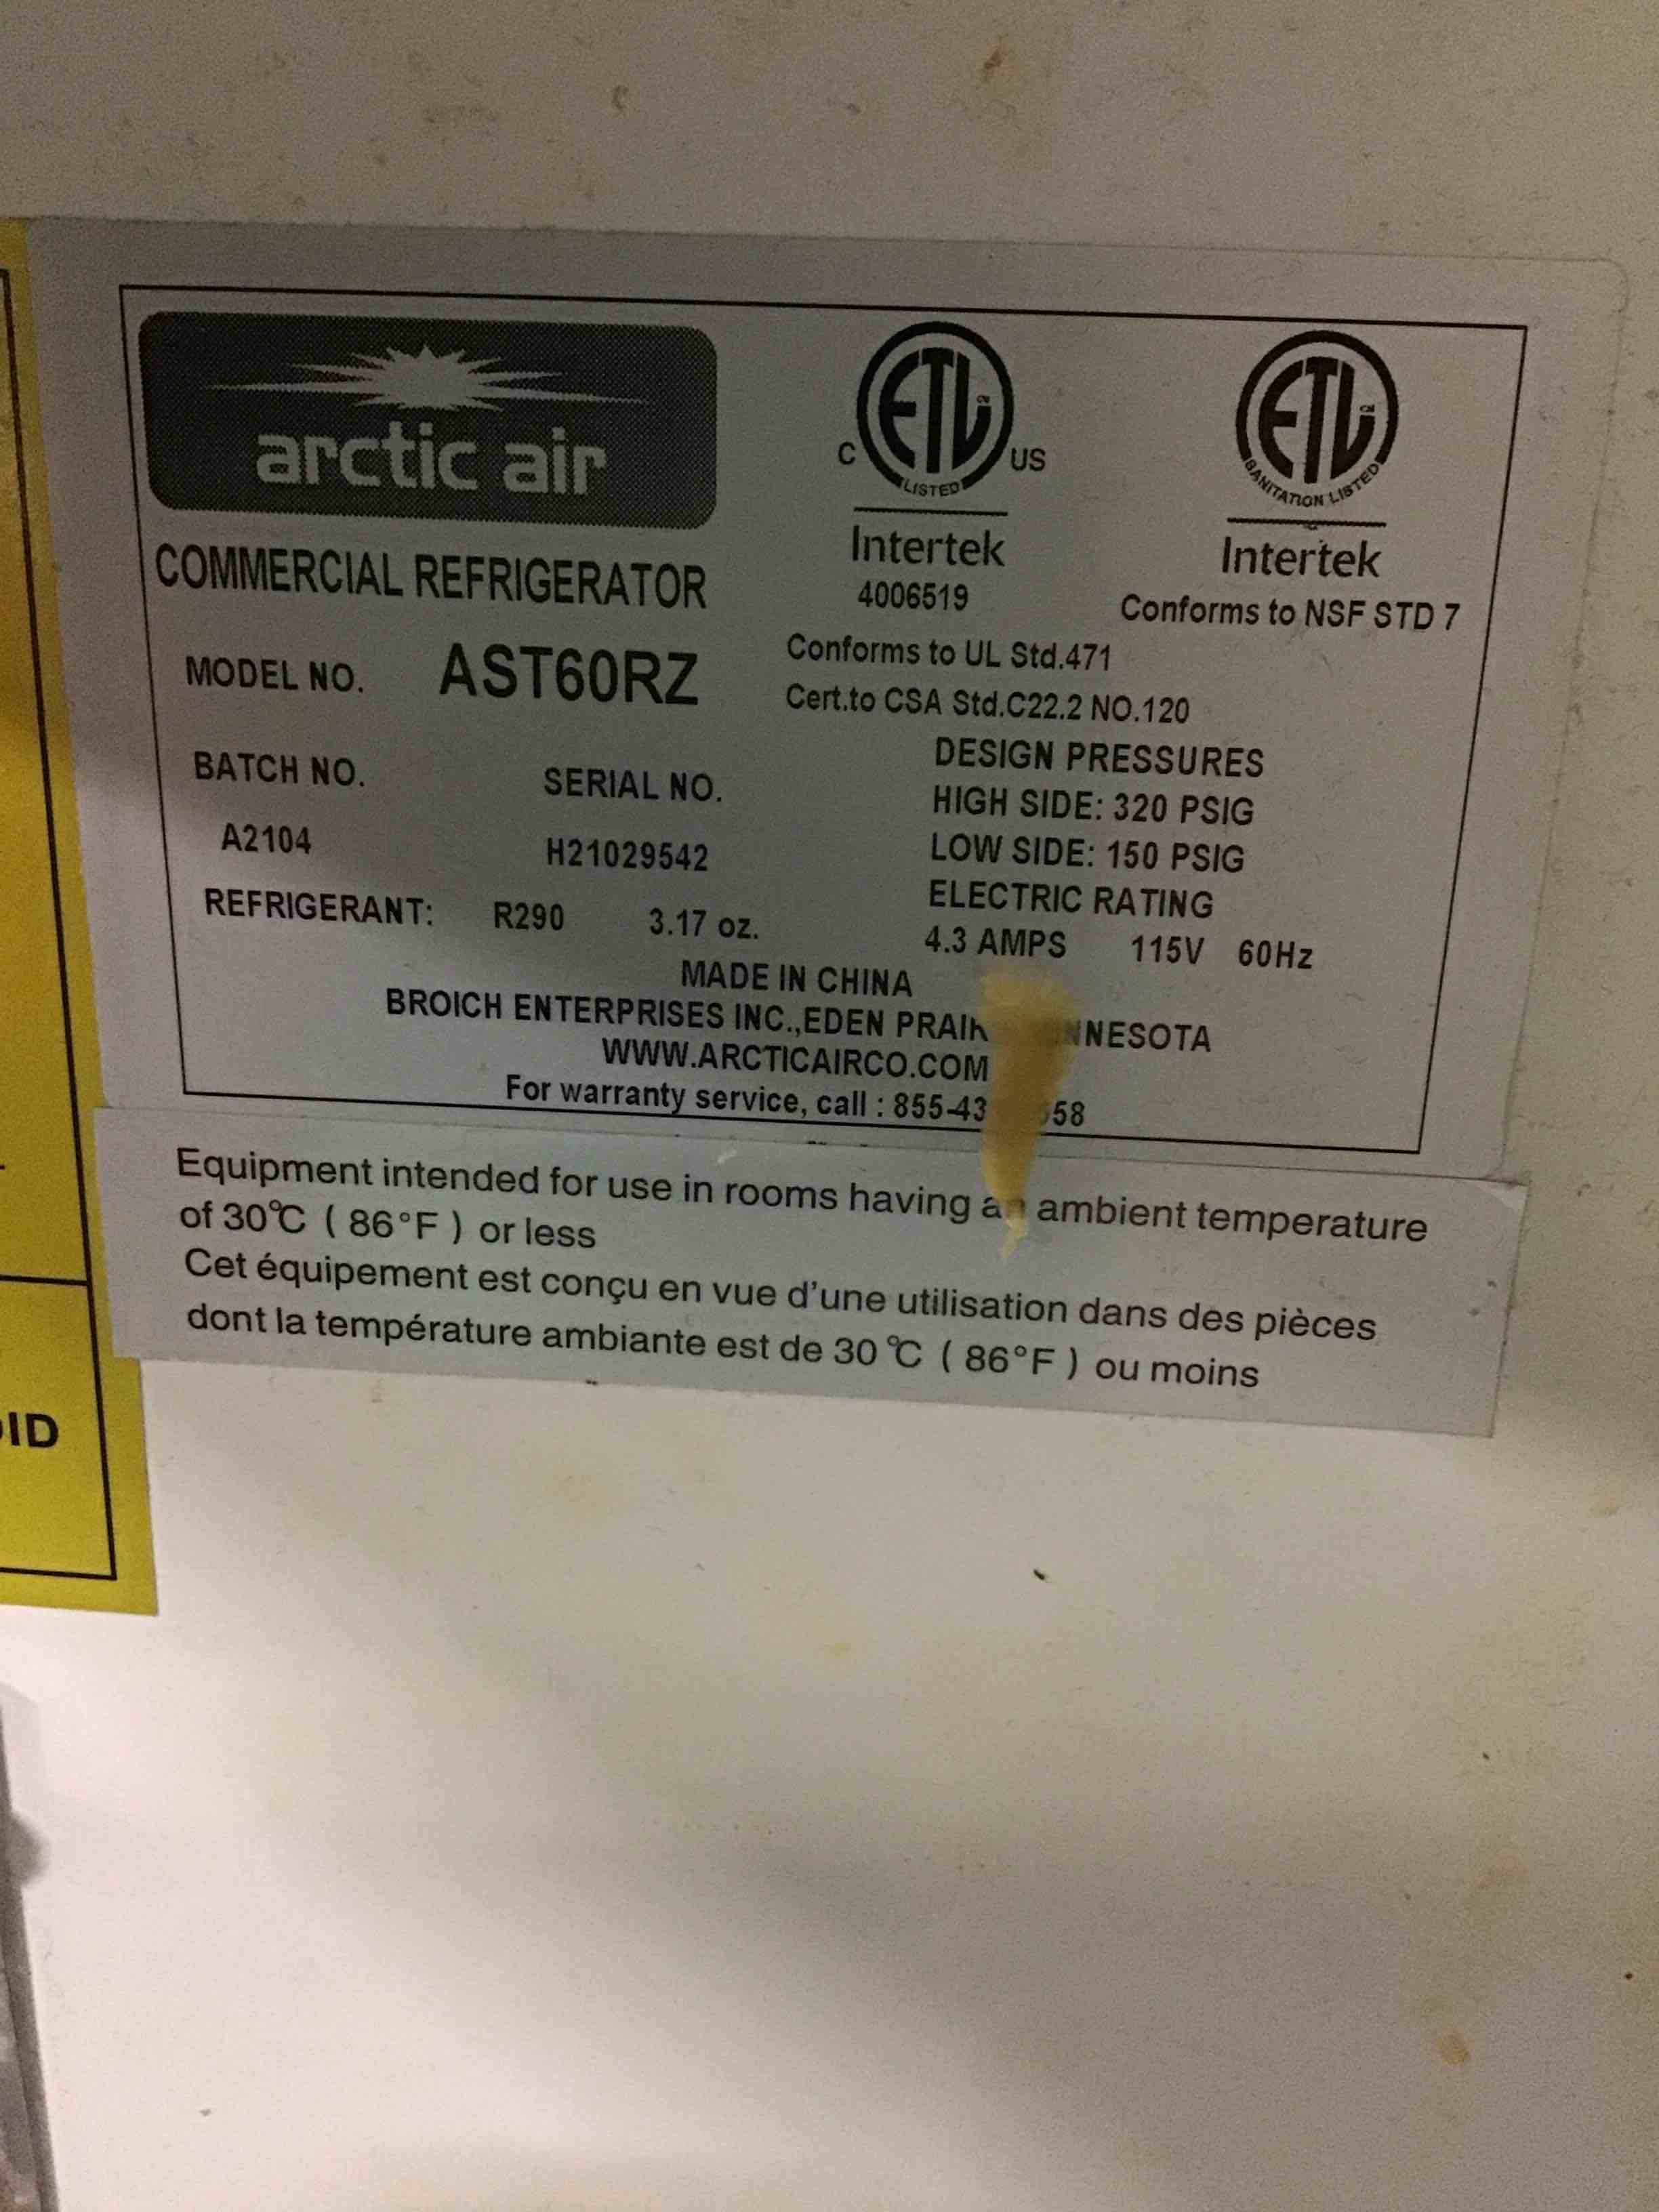 arctic air
COMMERCIAL REFRIGERATOR
MODEL NO. AST60RZ
BATCH NO. SERIAL NO.
A2104 H21029542
REFRIGERANT: R290 3.17 oz.
C ETL US
LISTED
Intertek
4006519
ETL
SANITATION LISTED
Intertek
Conforms to NSF STD 7
Conforms to UL Std.471
Cert.to CSA Std.C22.2 NO.120
DESIGN PRESSURES
HIGH SIDE: 320 PSIG
LOW SIDE: 150 PSIG
ELECTRIC RATING
4.3 AMPS 115V 60Hz
MADE IN CHINA
BROICH ENTERPRISES INC.,EDEN
WWW.ARCTICAIRCO.COM
For warranty service, call :
Equipment intended for use in rooms having an ambient temperature
of 30°C ( 86°F ) or less
Cet équipement est conçu en vue d'une utilisation dans des pièces
dont la température ambiante est de 30 °C ( 86°F ) ou moins